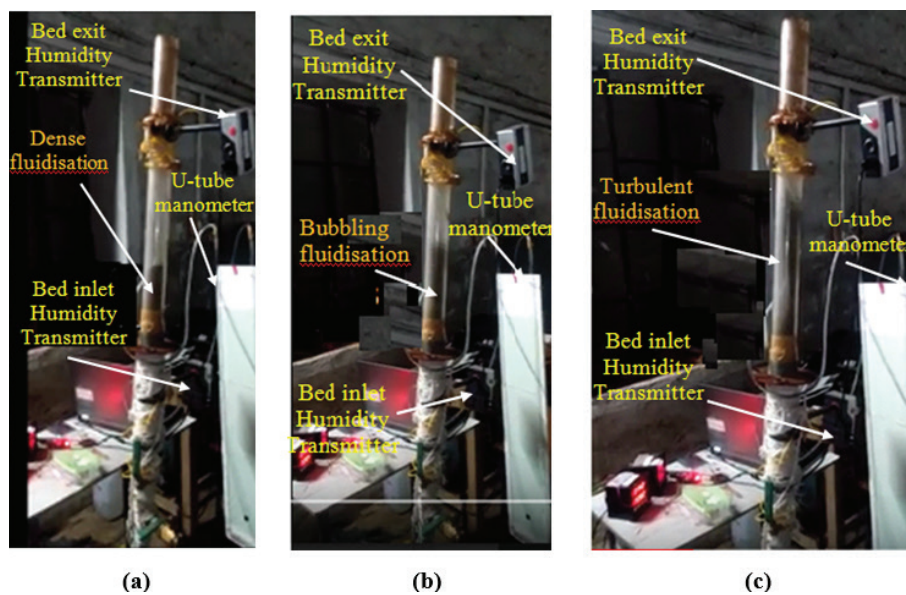 Bed exit
Humidity
Transmitter
Dense
fluidisation
U-tube
manometer
Bed inlet
Humidity
Transmitter
(a)
Bed exit
Humidity
Transmitter
U-tube
manometer
Bubbling
fluidisation
Bed inlet
Humidity
Transmitter
(b)
Bed exit
Humidity
Transmitter
Turbulent
fluidisation
U-tube
manometer
Bed inlet
Humidity
Transmitter
(c)